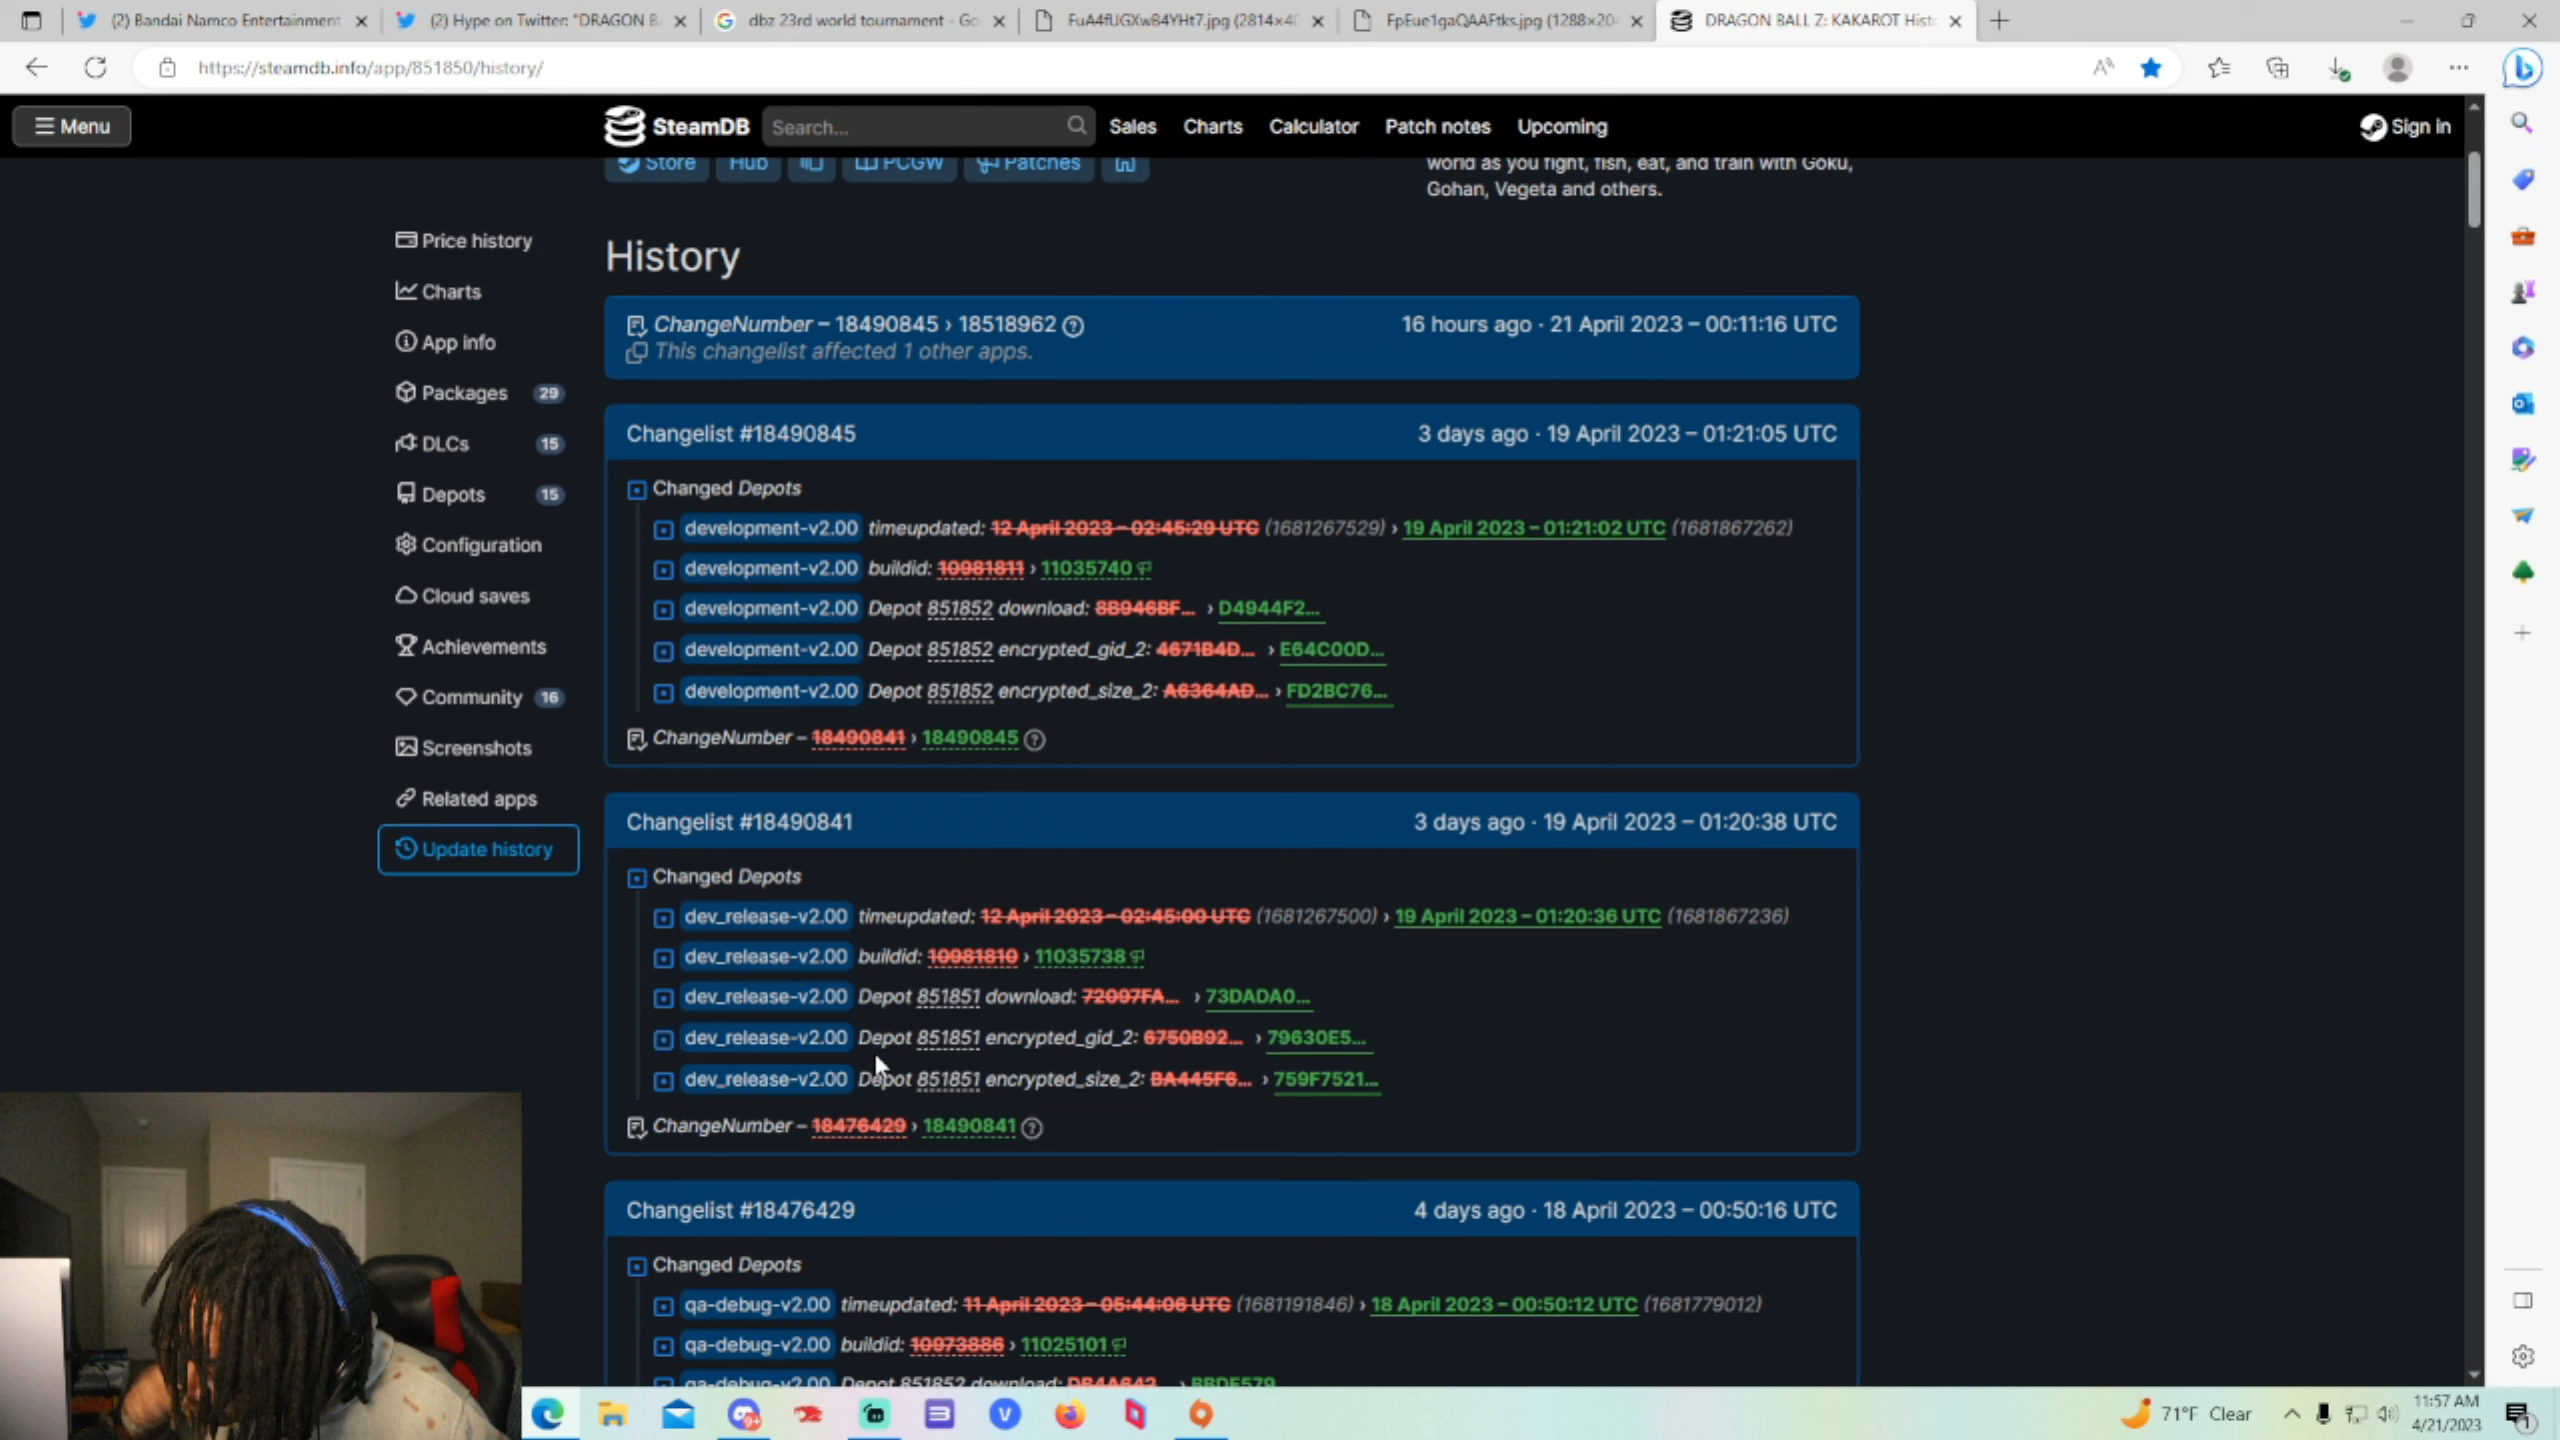 (2) Bandai Namco Entertainment
(2) Hype on Twitter: "DRAGON B
dbz 23rd world tournament - Go
FuA4fUGXwB4YHt7.jpg (2814×40
FpEue1gaQAAFtks.jpg (1288×20
DRAGON BALL Z: KAKAROT Histo
https://steamdb.info/app/851850/history/
Menu
SteamDB
Search...
Sales
Charts
Calculator
Patch notes
Upcoming
Sign in
Store
Hub
PCGW
Patches
world as you fight, fish, eat, and train with Goku,
Gohan, Vegeta and others.
Price history
Charts
App info
Packages 29
DLCs 15
Depots 15
Configuration
Cloud saves
Achievements
Community 16
Screenshots
Related apps
Update history
History
ChangeNumber – 18490845 › 18518962
16 hours ago · 21 April 2023 – 00:11:16 UTC
This changelist affected 1 other apps.
Changelist #18490845
3 days ago · 19 April 2023 – 01:21:05 UTC
Changed Depots
development-v2.00 timeupdated: 12 April 2023 – 02:45:29 UTC (1681267529) › 19 April 2023 – 01:21:02 UTC (1681867262)
development-v2.00 buildid: 10981811 › 11035740
development-v2.00 Depot 851852 download: 8B946BF... › D4944F2...
development-v2.00 Depot 851852 encrypted_gid_2: 4671B4D... › E64C00D...
development-v2.00 Depot 851852 encrypted_size_2: A6364AD... › FD2BC76...
ChangeNumber – 18490841 › 18490845
Changelist #18490841
3 days ago · 19 April 2023 – 01:20:38 UTC
Changed Depots
dev_release-v2.00 timeupdated: 12 April 2023 – 02:45:00 UTC (1681267500) › 19 April 2023 – 01:20:36 UTC (1681867236)
dev_release-v2.00 buildid: 10981810 › 11035738
dev_release-v2.00 Depot 851851 download: 72097FA... › 73DADA0...
dev_release-v2.00 Depot 851851 encrypted_gid_2: 6750B92... › 79630E5...
dev_release-v2.00 Depot 851851 encrypted_size_2: BA445F6... › 759F7521...
ChangeNumber – 18476429 › 18490841
Changelist #18476429
4 days ago · 18 April 2023 – 00:50:16 UTC
Changed Depots
qa-debug-v2.00 timeupdated: 11 April 2023 – 05:44:06 UTC (1681191846) › 18 April 2023 – 00:50:12 UTC (1681779012)
qa-debug-v2.00 buildid: 10973886 › 11025101
qa-debug-v2.00 Depot 851852 download:
71°F Clear
11:57 AM
4/21/2023